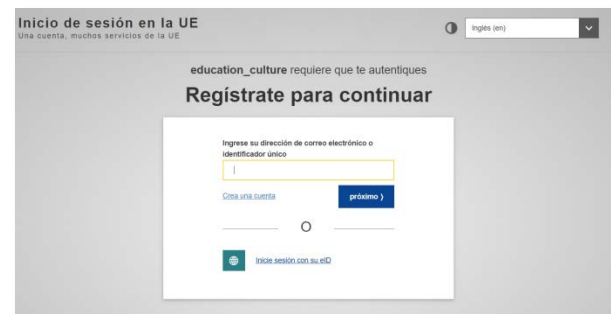 Inicio de sesión en la UE
Una cuenta, muchos servicios de la UE
Inglés (en)
education_culture requiere que te autentiques
Regístrate para continuar
Ingrese su dirección de correo electrónico o
identificador único
Crea una cuenta
próximo )
O
Inicie sesión con su eID